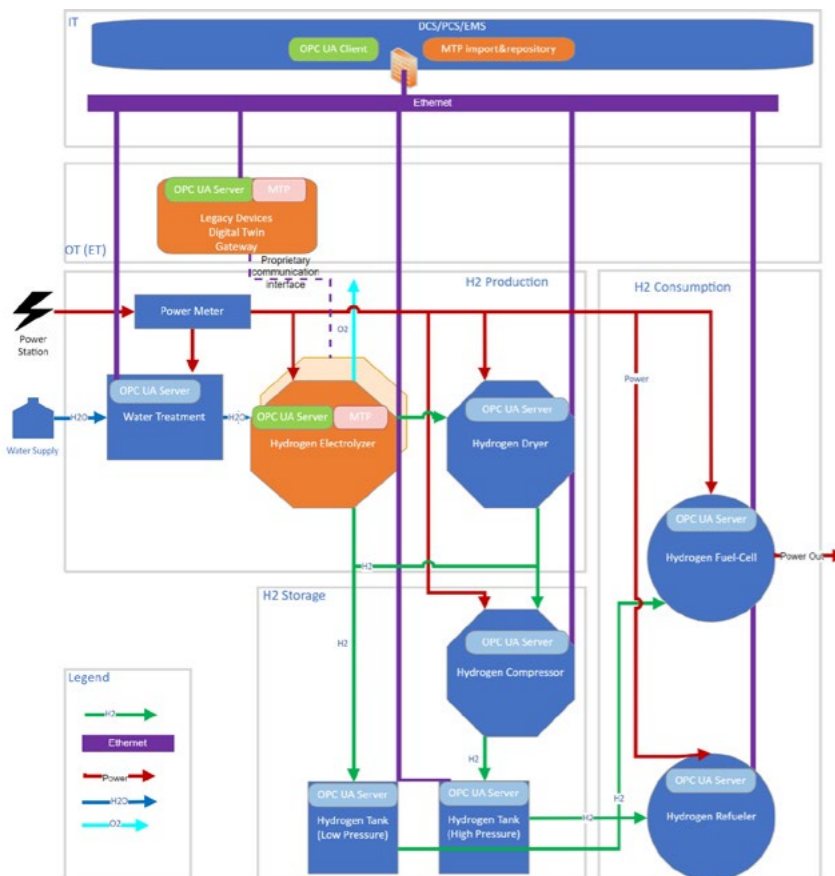 IT
DCS/PCS/EMS
OPC UA Client
MTP import&repository
Ethernet
OPC UA Server
MTP
Legacy Devices
Digital Twin
Gateway
OT (ET)
Proprietary
communication
interface
H2 Production
H2 Consumption
Power
Station
Power Meter
O2
Power
OPC UA Server
Water Treatment
H2O
H2O
Water Supply
OPC UA Server
MTP
Hydrogen Electrolyzer
OPC UA Server
Hydrogen Dryer
OPC UA Server
Hydrogen Fuel-Cell
Power Out
H2
H2 Storage
H2
OPC UA Server
Hydrogen Compressor
H2
OPC UA Server
Hydrogen Tank
(Low Pressure)
OPC UA Server
Hydrogen Tank
(High Pressure)
H2
H2
OPC UA Server
Hydrogen Refueler
Legend
H2
Ethernet
Power
H2O
O2